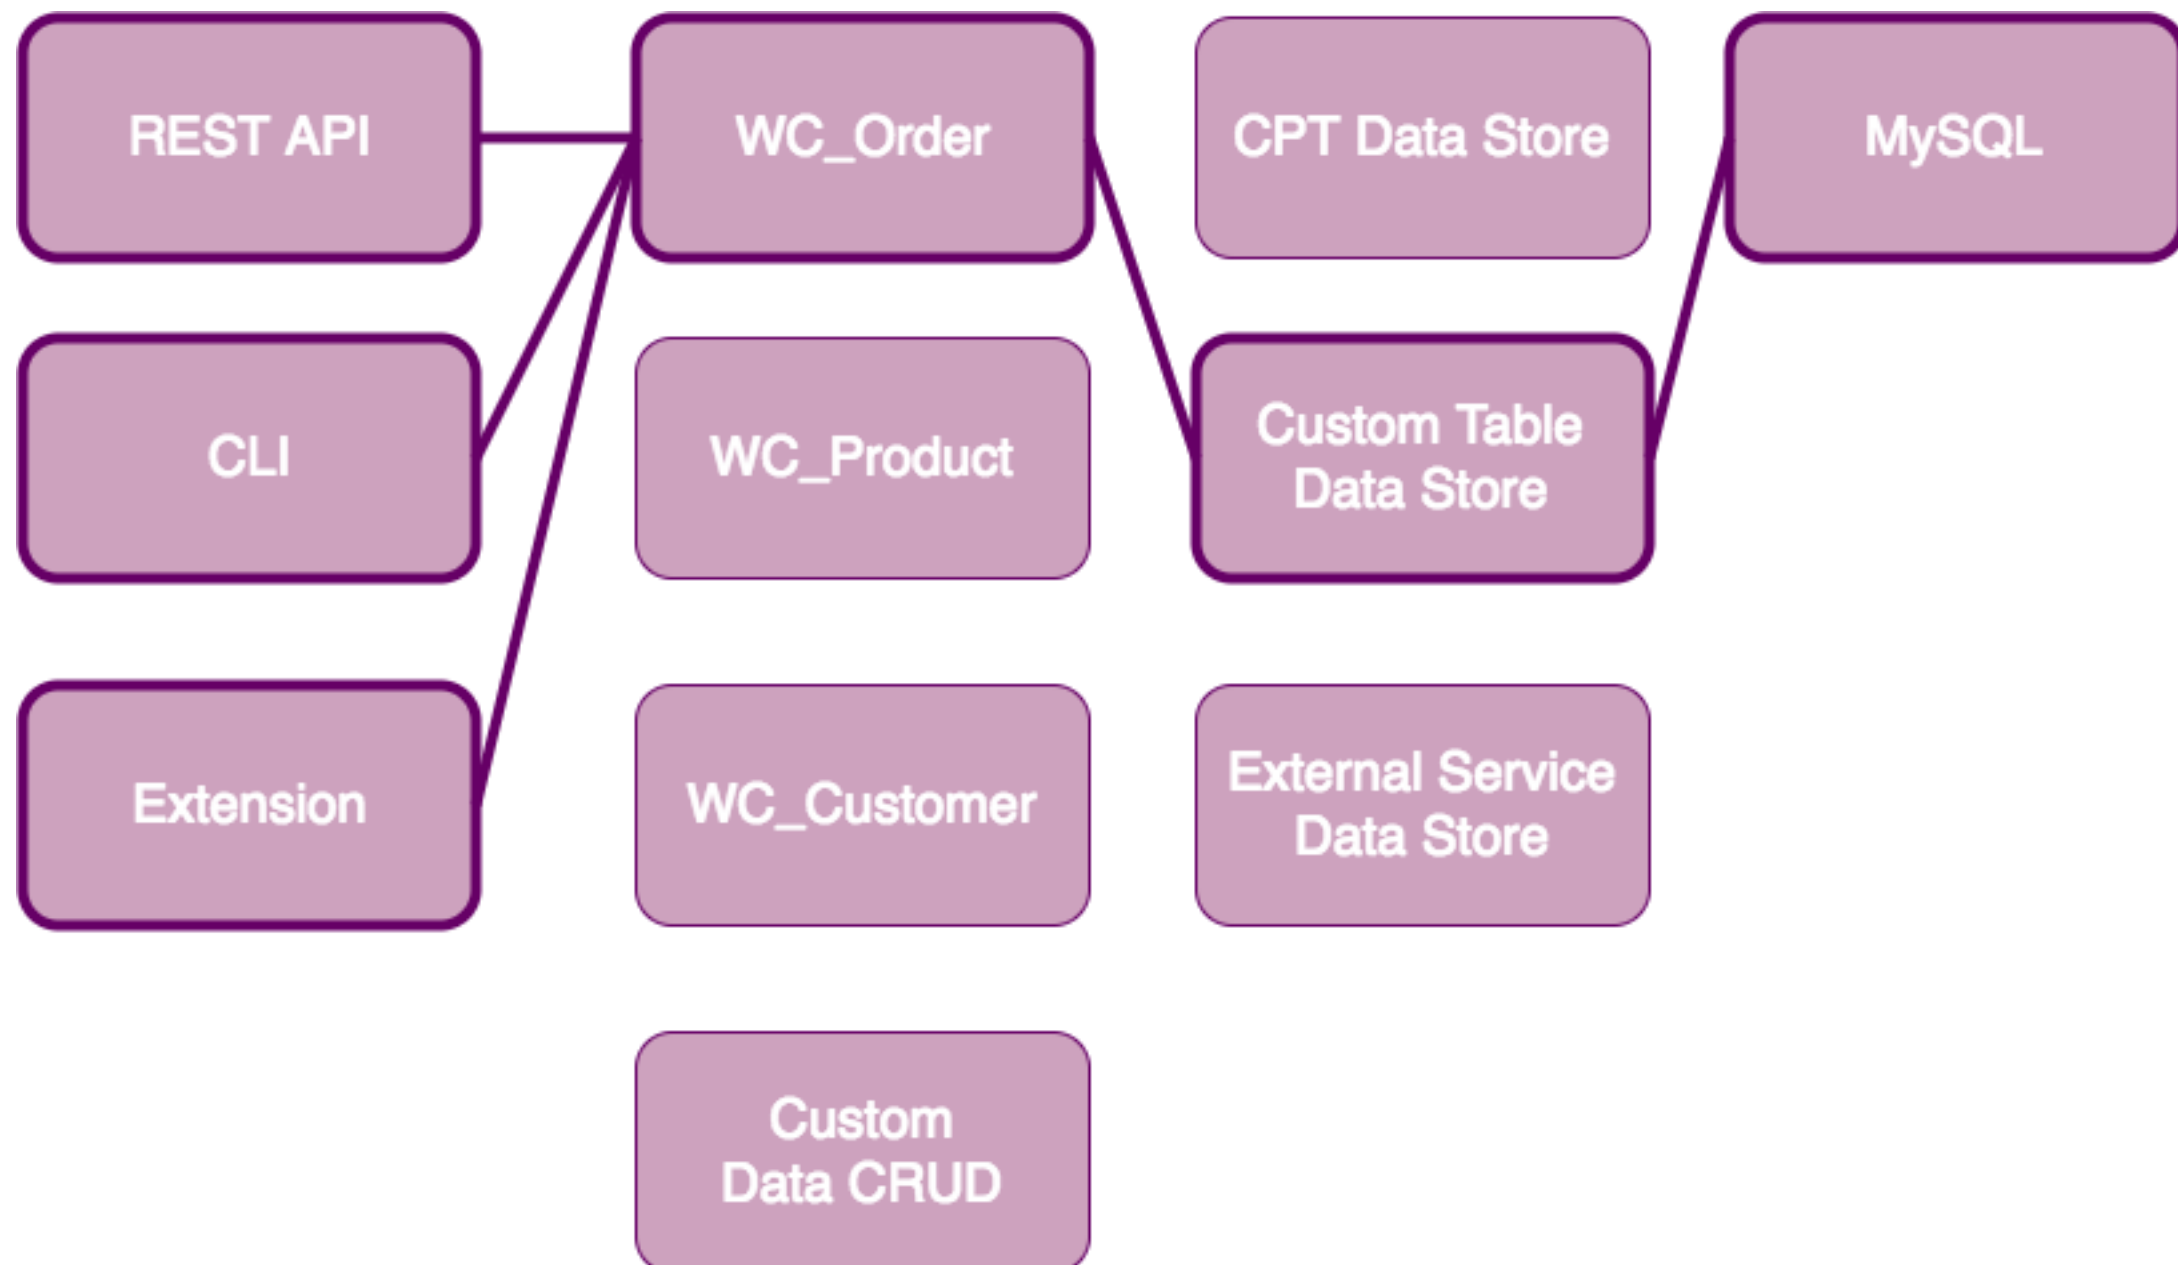 REST API
WC_Order
CPT Data Store
MySQL
CLI
WC_Product
Custom Table
Data Store
Extension
WC_Customer
External Service
Data Store
Custom
Data CRUD